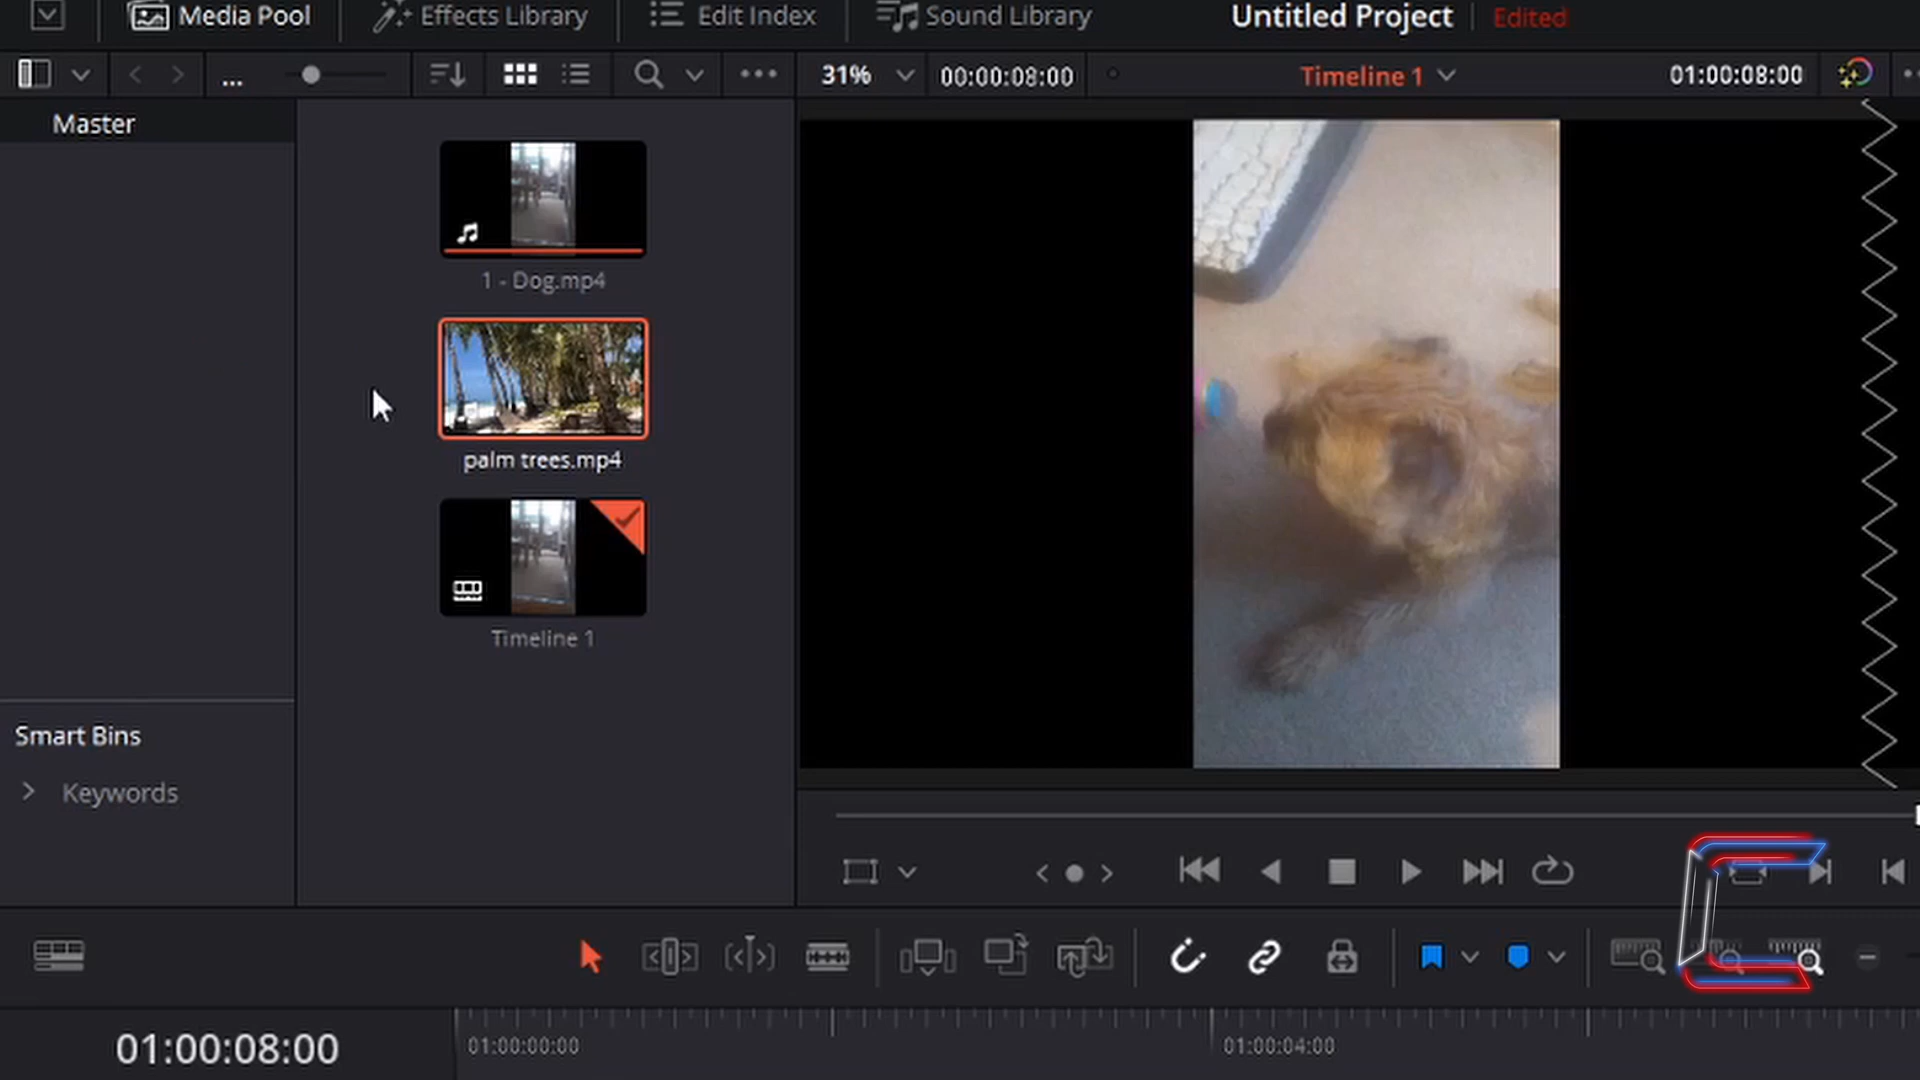 Media Pool
Effects Library
Edit Index
Sound Library
Untitled Project
Edited
...
31%
00:00:08:00
Timeline 1
01:00:08:00
Master
1 - Dog.mp4
palm trees.mp4
Timeline 1
Smart Bins
Keywords
01:00:08:00
01:00:00:00
01:00:04:00